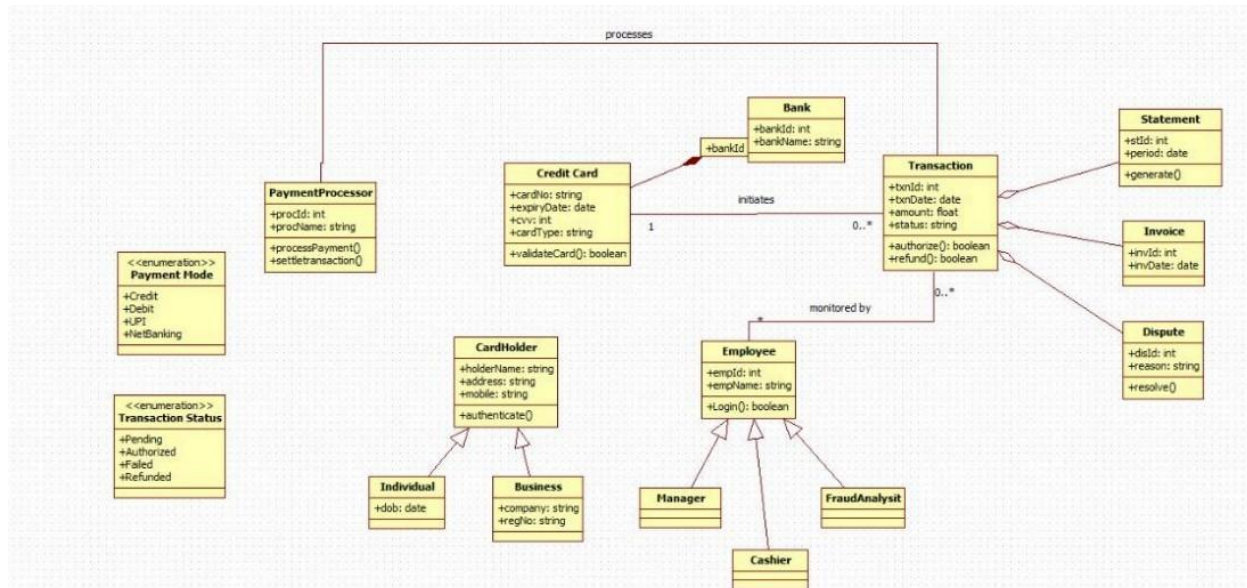 processes
Bank
+bankId: int
+bankName: string
+bankId
Statement
+stId: int
+period: date
+generate()
Credit Card
+cardNo: string
+expiryDate: date
+cvv: int
+cardType: string
+validateCard(): boolean
initiates
1
0..*
Transaction
+txnId: int
+txnDate: date
+amount: float
+status: string
+authorize(): boolean
+refund(): boolean
PaymentProcessor
+procId: int
+procName: string
+processPayment()
+settletransaction()
Invoice
+invId: int
+invDate: date
<<enumeration>>
Payment Mode
+Credit
+Debit
+UPI
+NetBanking
0..*
monitored by
*
Dispute
+disId: int
+reason: string
+resolve()
CardHolder
+holderName: string
+address: string
+mobile: string
+authenticate()
Employee
+empId: int
+empName: string
+Login(): boolean
<<enumeration>>
Transaction Status
+Pending
+Authorized
+Failed
+Refunded
Individual
+dob: date
Business
+company: string
+regNo: string
Manager
FraudAnalysit
Cashier